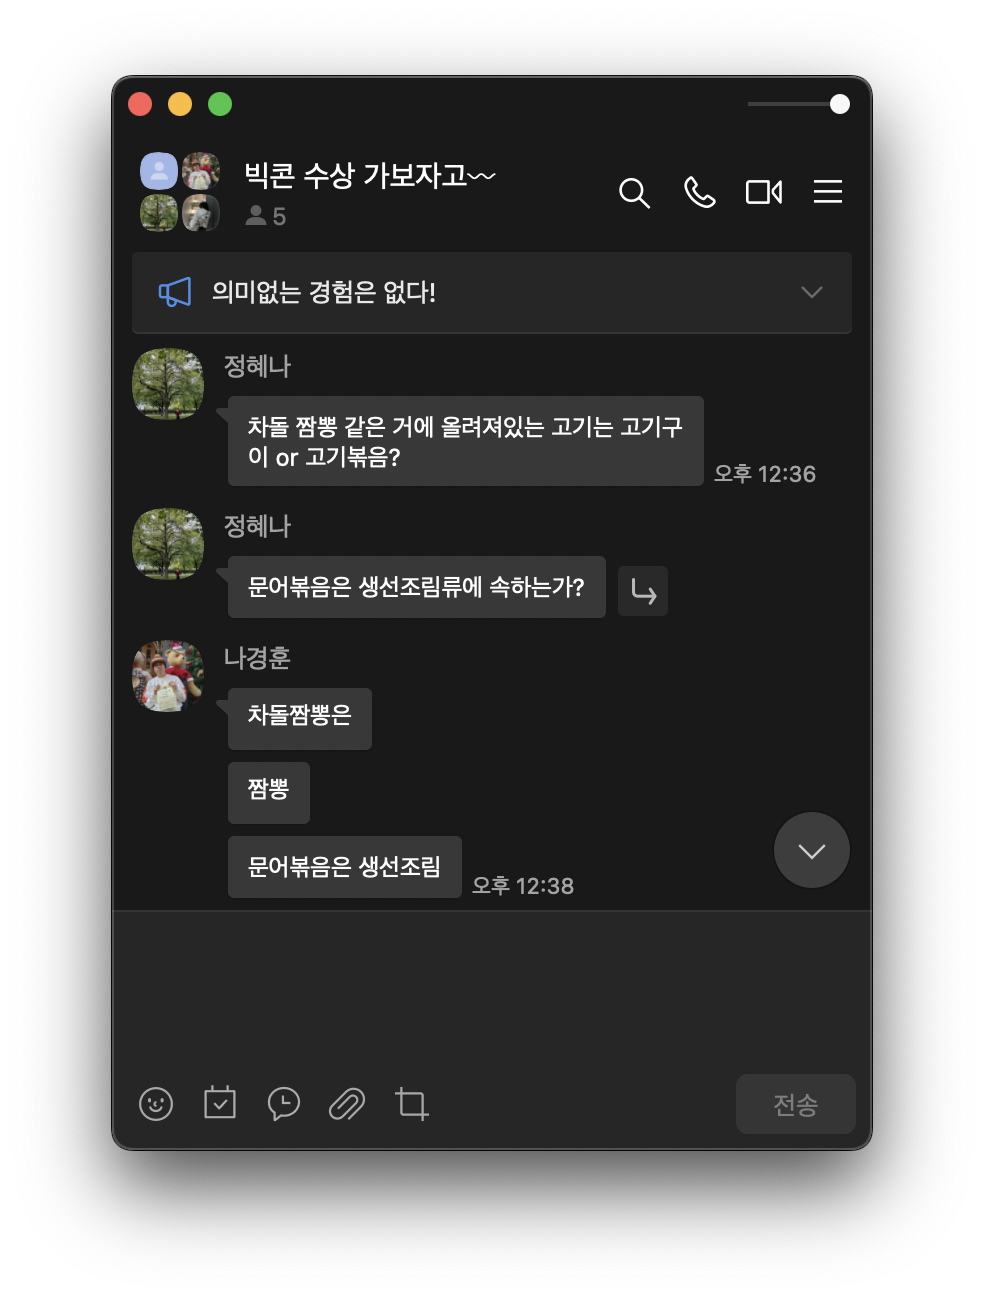 빅콘 수상 가보자고~~
5
의미없는 경험은 없다!
정혜나
차돌 짬뽕 같은 거에 올려져있는 고기는 고기구
이 or 고기볶음?
오후 12:36
정혜나
문어볶음은 생선조림류에 속하는가?
나경훈
차돌짬뽕은
짬뽕
문어볶음은 생선조림
오후 12:38
전송